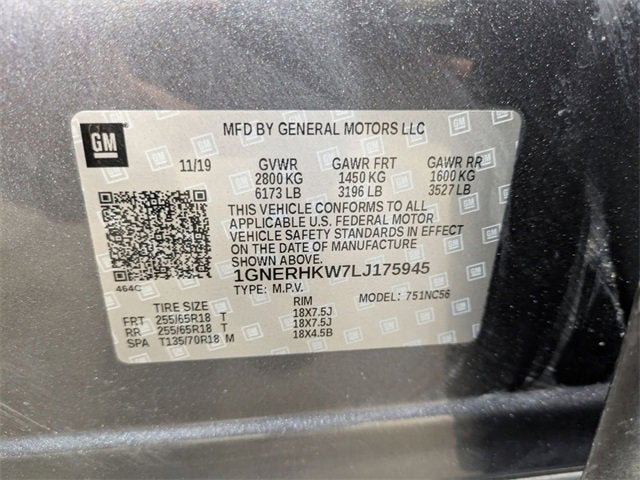 GM
MFD BY GENERAL MOTORS LLC
11/19 GVWR GAWR FRT GAWR RR
2800 KG 1450 KG 1600 KG
6173 LB 3196 LB 3527 LB
THIS VEHICLE CONFORMS TO ALL
APPLICABLE U.S. FEDERAL MOTOR
VEHICLE SAFETY STANDARDS IN EFFECT
ON THE DATE OF MANUFACTURE
SHOWN ABOVE.
1GNERHKW7LJ175945
464C TYPE: M.P.V. MODEL: 751NC56
TIRE SIZE RIM
FRT 255/65R18 T 18X7.5J
RR 255/65R18 T 18X7.5J
SPA T135/70R18 M 18X4.5B